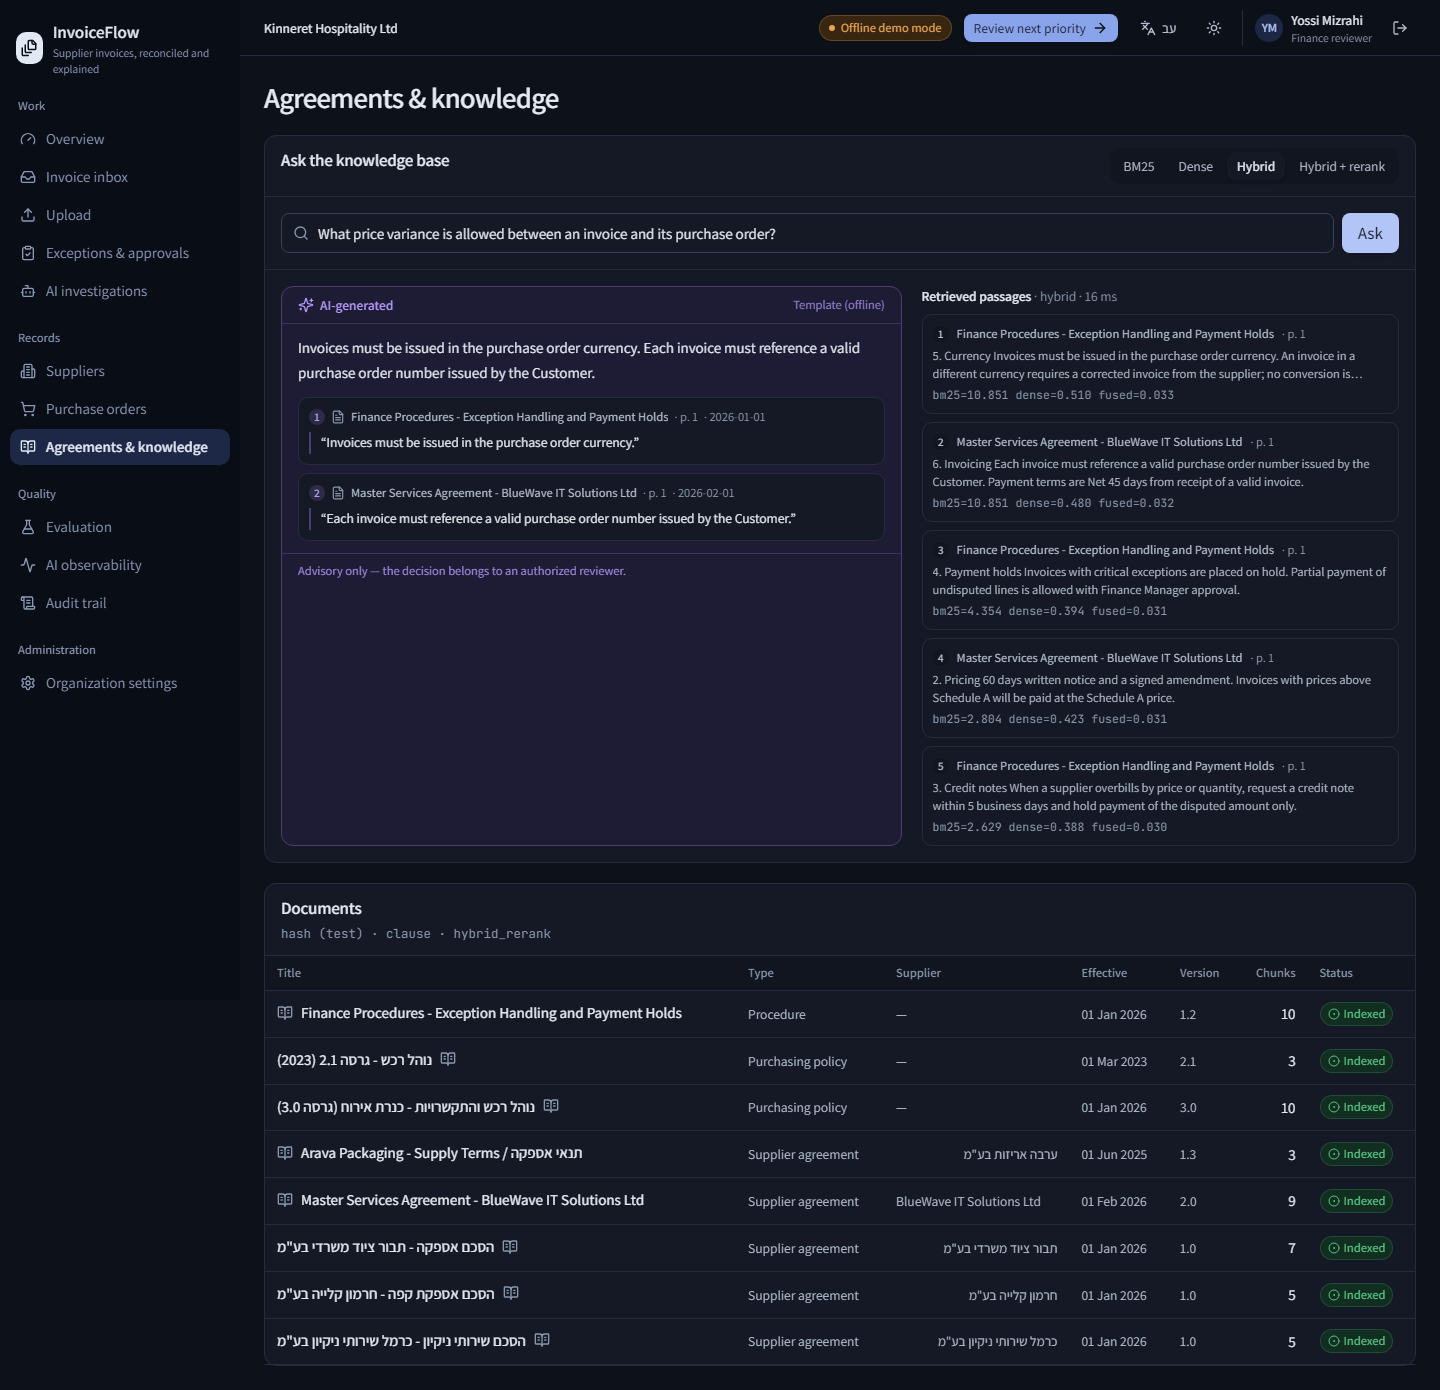 InvoiceFlow
Supplier invoices, reconciled and
explained
Work
Overview
Invoice inbox
Upload
Exceptions & approvals
AI investigations
Records
Suppliers
Purchase orders
Agreements & knowledge
Quality
Evaluation
AI observability
Audit trail
Administration
Organization settings
Kinneret Hospitality Ltd
Offline demo mode
Review next priority
עב
YM
Yossi Mizrahi
Finance reviewer
Agreements & knowledge
Ask the knowledge base
BM25 Dense Hybrid Hybrid + rerank
What price variance is allowed between an invoice and its purchase order?
Ask
AI-generated
Template (offline)
Invoices must be issued in the purchase order currency. Each invoice must reference a valid
purchase order number issued by the Customer.
1 Finance Procedures - Exception Handling and Payment Holds · p. 1 · 2026-01-01
“Invoices must be issued in the purchase order currency.”
2 Master Services Agreement - BlueWave IT Solutions Ltd · p. 1 · 2026-02-01
“Each invoice must reference a valid purchase order number issued by the Customer.”
Advisory only — the decision belongs to an authorized reviewer.
Retrieved passages · hybrid · 16 ms
1 Finance Procedures - Exception Handling and Payment Holds · p. 1
5. Currency Invoices must be issued in the purchase order currency. An invoice in a
different currency requires a corrected invoice from the supplier; no conversion is…
bm25=10.851 dense=0.510 fused=0.033
2 Master Services Agreement - BlueWave IT Solutions Ltd · p. 1
6. Invoicing Each invoice must reference a valid purchase order number issued by the
Customer. Payment terms are Net 45 days from receipt of a valid invoice.
bm25=10.851 dense=0.480 fused=0.032
3 Finance Procedures - Exception Handling and Payment Holds · p. 1
4. Payment holds Invoices with critical exceptions are placed on hold. Partial payment of
undisputed lines is allowed with Finance Manager approval.
bm25=4.354 dense=0.394 fused=0.031
4 Master Services Agreement - BlueWave IT Solutions Ltd · p. 1
2. Pricing 60 days written notice and a signed amendment. Invoices with prices above
Schedule A will be paid at the Schedule A price.
bm25=2.804 dense=0.423 fused=0.031
5 Finance Procedures - Exception Handling and Payment Holds · p. 1
3. Credit notes When a supplier overbills by price or quantity, request a credit note
within 5 business days and hold payment of the disputed amount only.
bm25=2.629 dense=0.388 fused=0.030
Documents
hash (test) · clause · hybrid_rerank
Title Type Supplier Effective Version Chunks Status
Finance Procedures - Exception Handling and Payment Holds Procedure — 01 Jan 2026 1.2 10 Indexed
נוהל רכש - גרסה 2.1 (2023) Purchasing policy — 01 Mar 2023 2.1 3 Indexed
נוהל רכש והתקשרויות - כנרת אירוח (גרסה 3.0) Purchasing policy — 01 Jan 2026 3.0 10 Indexed
Arava Packaging - Supply Terms / תנאי אספקה Supplier agreement ערבה אריזות בע"מ 01 Jun 2025 1.3 3 Indexed
Master Services Agreement - BlueWave IT Solutions Ltd Supplier agreement BlueWave IT Solutions Ltd 01 Feb 2026 2.0 9 Indexed
הסכם אספקה - תבור ציוד משרדי בע"מ Supplier agreement תבור ציוד משרדי בע"מ 01 Jan 2026 1.0 7 Indexed
הסכם אספקת קפה - חרמון קלייה בע"מ Supplier agreement חרמון קלייה בע"מ 01 Jan 2026 1.0 5 Indexed
הסכם שירותי ניקיון - כרמל שירותי ניקיון בע"מ Supplier agreement כרמל שירותי ניקיון בע"מ 01 Jan 2026 1.0 5 Indexed